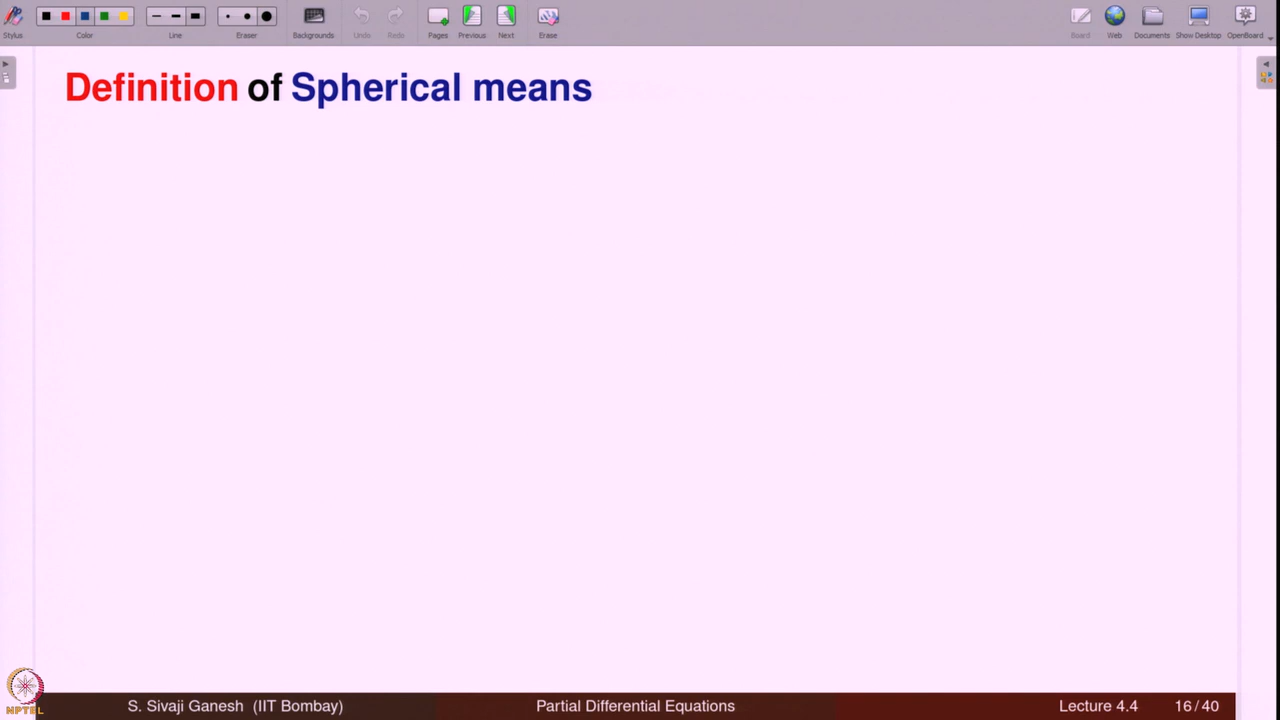 Stylus Color Line Eraser Backgrounds Undo Redo Pages Previous Next Erase Board Web Documents Show Desktop OpenBoard
Definition of Spherical means
NPTEL
S. Sivaji Ganesh (IIT Bombay) Partial Differential Equations Lecture 4.4 16/40